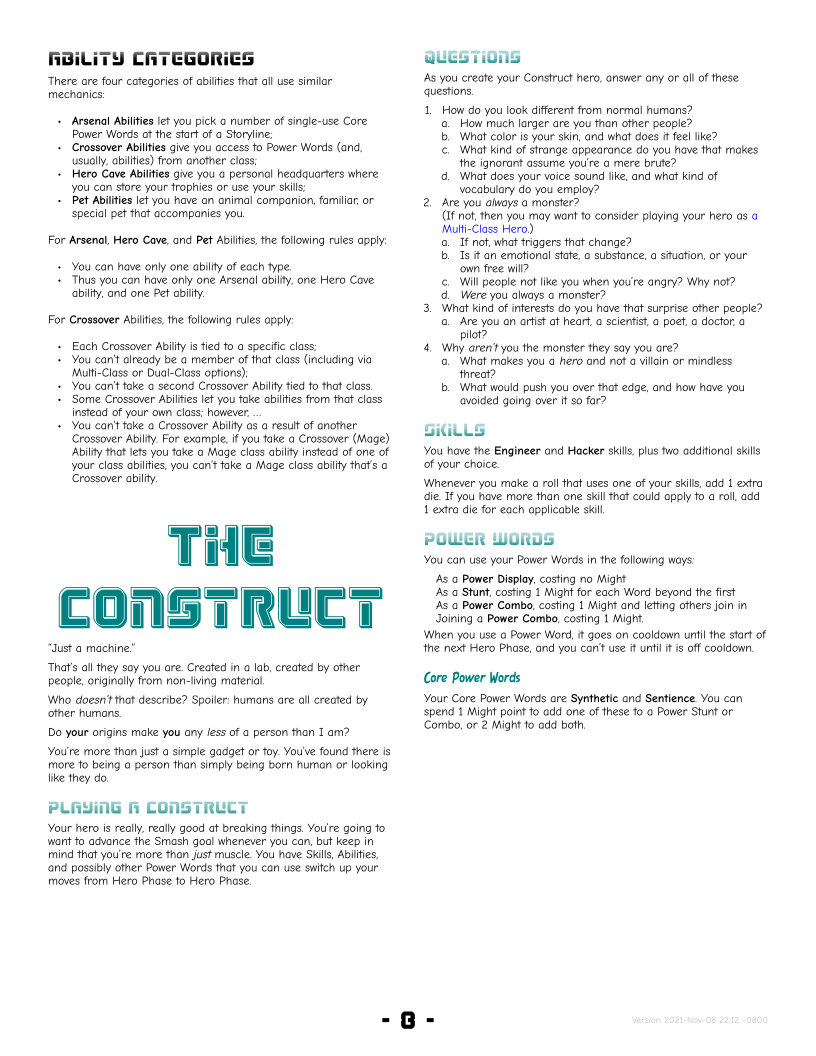 ABILITY CATEGORIES
There are four categories of abilities that all use similar
mechanics:
• Arsenal Abilities let you pick a number of single-use Core
Power Words at the start of a Storyline;
• Crossover Abilities give you access to Power Words (and,
usually, abilities) from another class;
• Hero Cave Abilities give you a personal headquarters where
you can store your trophies or use your skills;
• Pet Abilities let you have an animal companion, familiar, or
special pet that accompanies you.
For Arsenal, Hero Cave, and Pet Abilities, the following rules apply:
• You can have only one ability of each type.
• Thus you can have only one Arsenal ability, one Hero Cave
ability, and one Pet ability.
For Crossover Abilities, the following rules apply:
• Each Crossover Ability is tied to a specific class;
• You can't already be a member of that class (including via
Multi-Class or Dual-Class options);
• You can't take a second Crossover Ability tied to that class.
• Some Crossover Abilities let you take abilities from that class
instead of your own class; however, ...
• You can't take a Crossover Ability as a result of another
Crossover Ability. For example, if you take a Crossover (Mage)
Ability that lets you take a Mage class ability instead of one of
your class abilities, you can't take a Mage class ability that's a
Crossover ability.
THE
CONSTRUCT
"Just a machine."
That's all they say you are. Created in a lab, created by other
people, originally from non-living material.
Who doesn't that describe? Spoiler: humans are all created by
other humans.
Do your origins make you any less of a person than I am?
You're more than just a simple gadget or toy. You've found there is
more to being a person than simply being born human or looking
like they do.
PLAYING A CONSTRUCT
Your hero is really, really good at breaking things. You're going to
want to advance the Smash goal whenever you can, but keep in
mind that you're more than just muscle. You have Skills, Abilities,
and possibly other Power Words that you can use switch up your
moves from Hero Phase to Hero Phase.
QUESTIONS
As you create your Construct hero, answer any or all of these
questions.
1. How do you look different from normal humans?
a. How much larger are you than other people?
b. What color is your skin, and what does it feel like?
c. What kind of strange appearance do you have that makes
the ignorant assume you're a mere brute?
d. What does your voice sound like, and what kind of
vocabulary do you employ?
2. Are you always a monster?
(If not, then you may want to consider playing your hero as a
Multi-Class Hero.)
a. If not, what triggers that change?
b. Is it an emotional state, a substance, a situation, or your
own free will?
c. Will people not like you when you're angry? Why not?
d. Were you always a monster?
3. What kind of interests do you have that surprise other people?
a. Are you an artist at heart, a scientist, a poet, a doctor, a
pilot?
4. Why aren't you the monster they say you are?
a. What makes you a hero and not a villain or mindless
threat?
b. What would push you over that edge, and how have you
avoided going over it so far?
SKILLS
You have the Engineer and Hacker skills, plus two additional skills
of your choice.
Whenever you make a roll that uses one of your skills, add 1 extra
die. If you have more than one skill that could apply to a roll, add
1 extra die for each applicable skill.
POWER WORDS
You can use your Power Words in the following ways:
As a Power Display, costing no Might
As a Stunt, costing 1 Might for each Word beyond the first
As a Power Combo, costing 1 Might and letting others join in
Joining a Power Combo, costing 1 Might.
When you use a Power Word, it goes on cooldown until the start of
the next Hero Phase, and you can't use it until it is off cooldown.
Core Power Words
Your Core Power Words are Synthetic and Sentience. You can
spend 1 Might point to add one of these to a Power Stunt or
Combo, or 2 Might to add both.
- 8 -
Version 2021-Nov-08 22:12 -0800